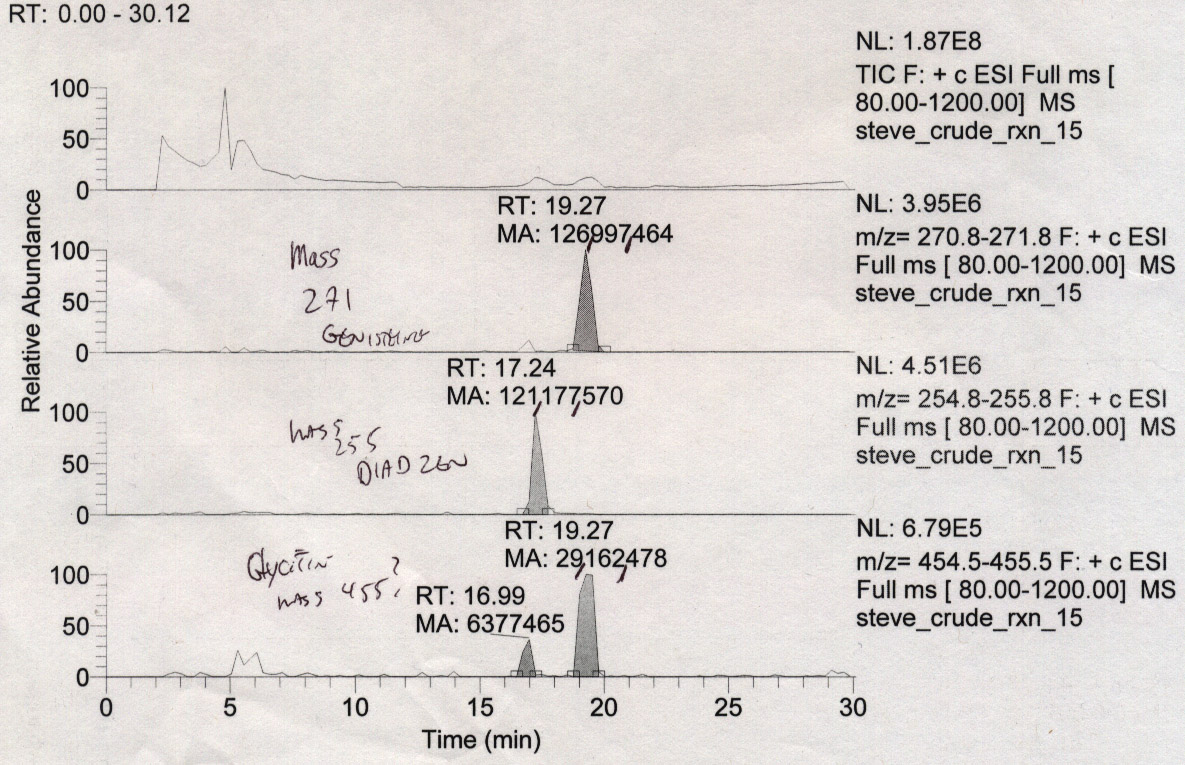 RT: 0.00 - 30.12
NL: 1.87E8
TIC F: + c ESI Full ms [
80.00-1200.00] MS
steve_crude_rxn_15
100
50
0
Relative Abundance
RT: 19.27
MA: 126997464
NL: 3.95E6
m/z= 270.8-271.8 F: + c ESI
Full ms [ 80.00-1200.00] MS
steve_crude_rxn_15
100
50
0
Mass
271
GENISTEINE
RT: 17.24
MA: 121177570
NL: 4.51E6
m/z= 254.8-255.8 F: + c ESI
Full ms [ 80.00-1200.00] MS
steve_crude_rxn_15
100
50
0
MASS
255
DIADZEN
RT: 19.27
MA: 29162478
NL: 6.79E5
m/z= 454.5-455.5 F: + c ESI
Full ms [ 80.00-1200.00] MS
steve_crude_rxn_15
100
50
0
Glycitin
mass 455?
RT: 16.99
MA: 6377465
0 5 10 15 20 25 30
Time (min)